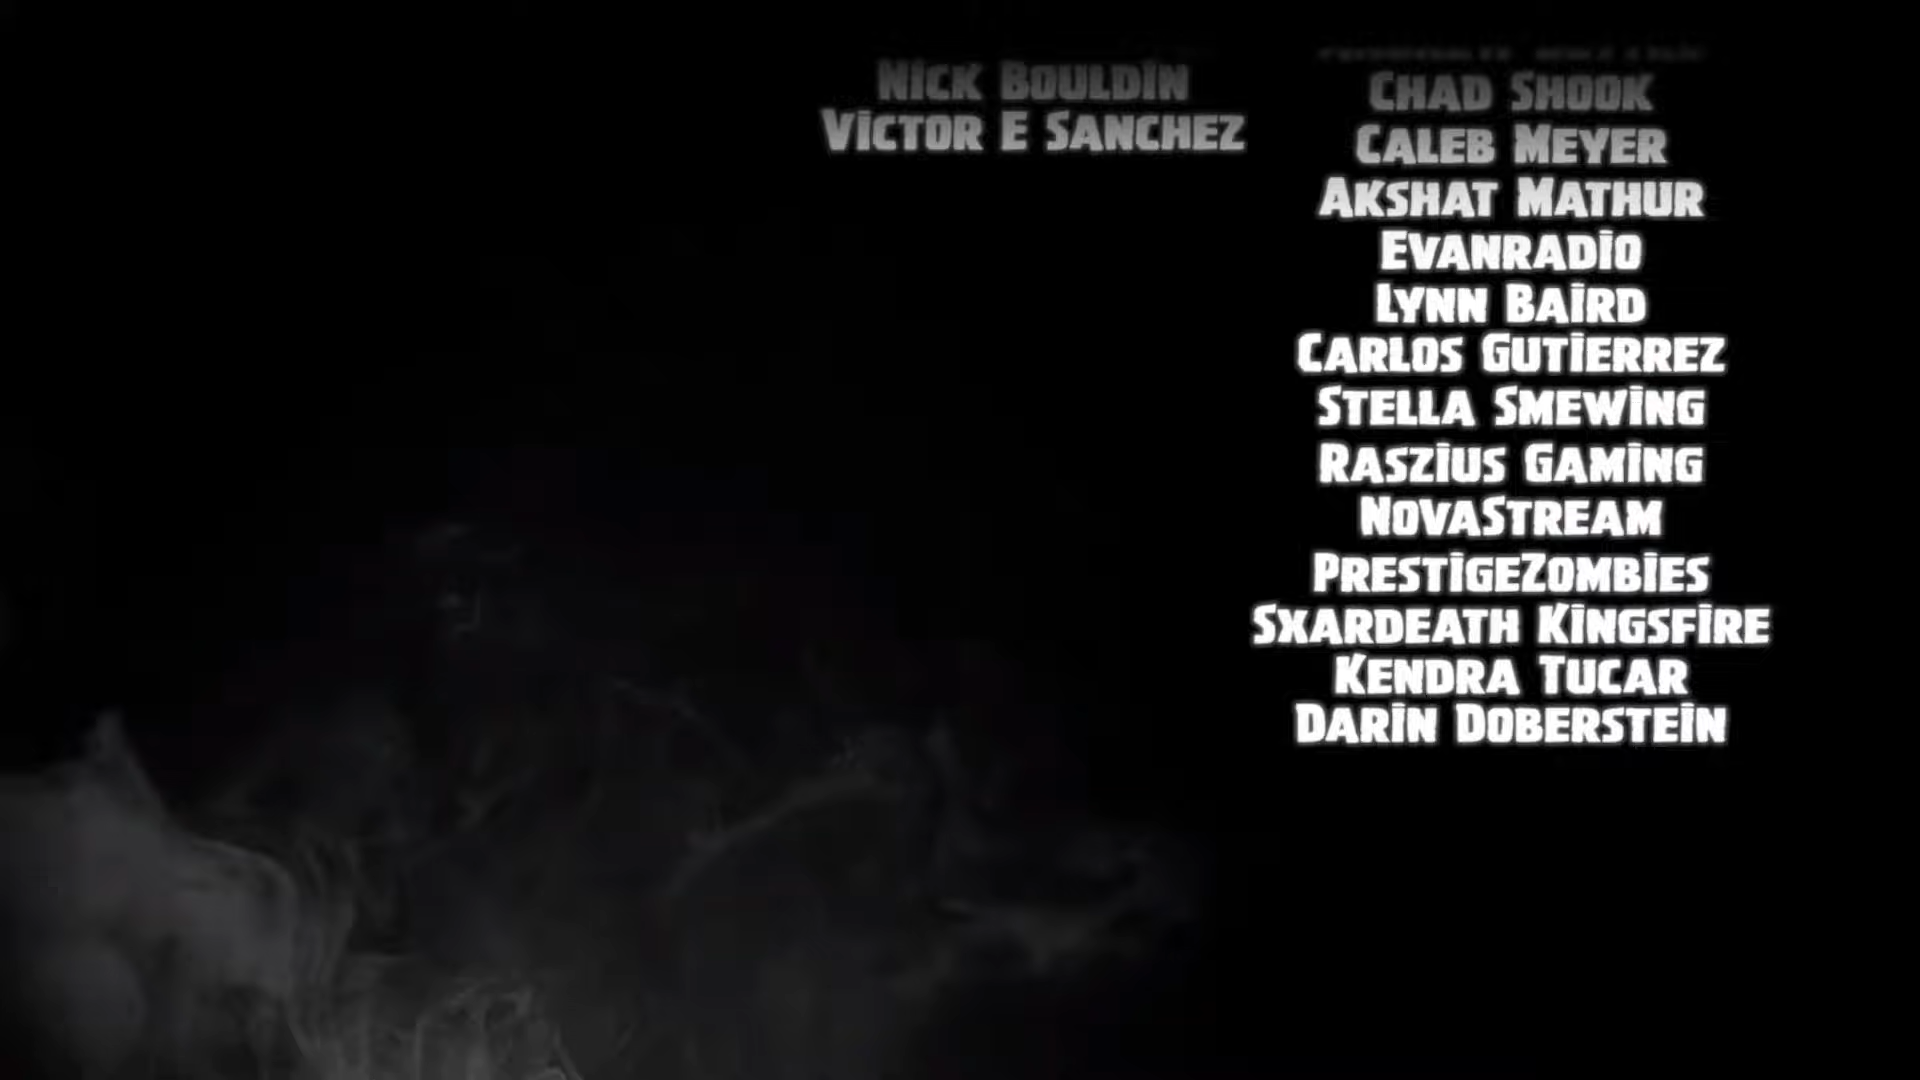 Nick Bouldin
Victor E Sanchez
Chad Shook
Caleb Meyer
Akshat Mathur
Evanradio
Lynn Baird
Carlos Gutierrez
Stella Smewing
Raszius Gaming
NovaStream
PrestigeZombies
Sxardeath Kingsfire
Kendra Tucar
Darin Doberstein